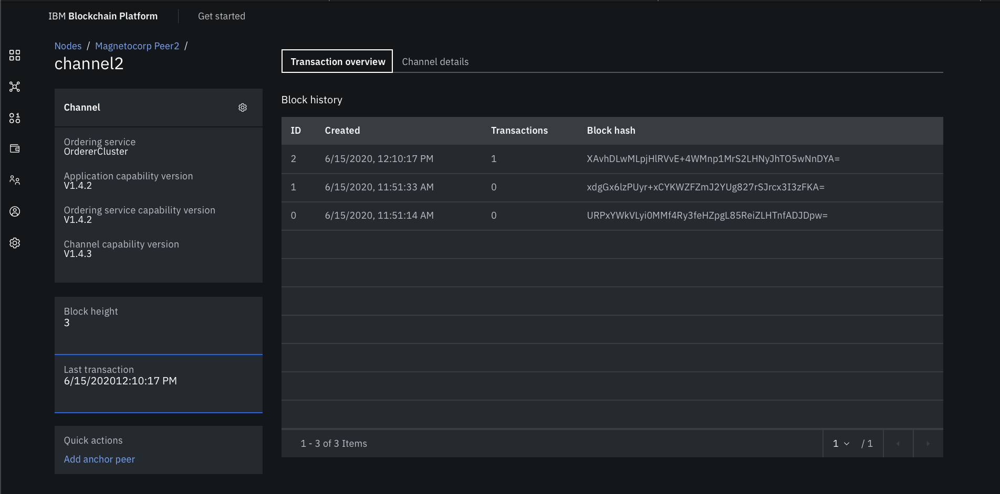 IBM Blockchain Platform
Get started
Nodes / Magnetocorp Peer2 /
channel2
Channel
Ordering service
OrdererCluster
Application capability version
V1.4.2
Ordering service capability version
V1.4.2
Channel capability version
V1.4.3
Block height
3
Last transaction
6/15/202012:10:17 PM
Quick actions
Add anchor peer
Transaction overview
Channel details
Block history
ID Created Transactions Block hash
2 6/15/2020, 12:10:17 PM 1 XAvhDLwMLpjHlRVvE+4WMnp1MrS2LHNyJhTO5wNnDYA=
1 6/15/2020, 11:51:33 AM 0 xdgGx6lzPUyr+xCYKWZFZmJ2YUg827rSJrcx3I3zFKA=
0 6/15/2020, 11:51:14 AM 0 URPxYWkVLyi0MMf4Ry3feHZpgL85ReiZLHTnfADJDpw=
1 - 3 of 3 Items
1 / 1